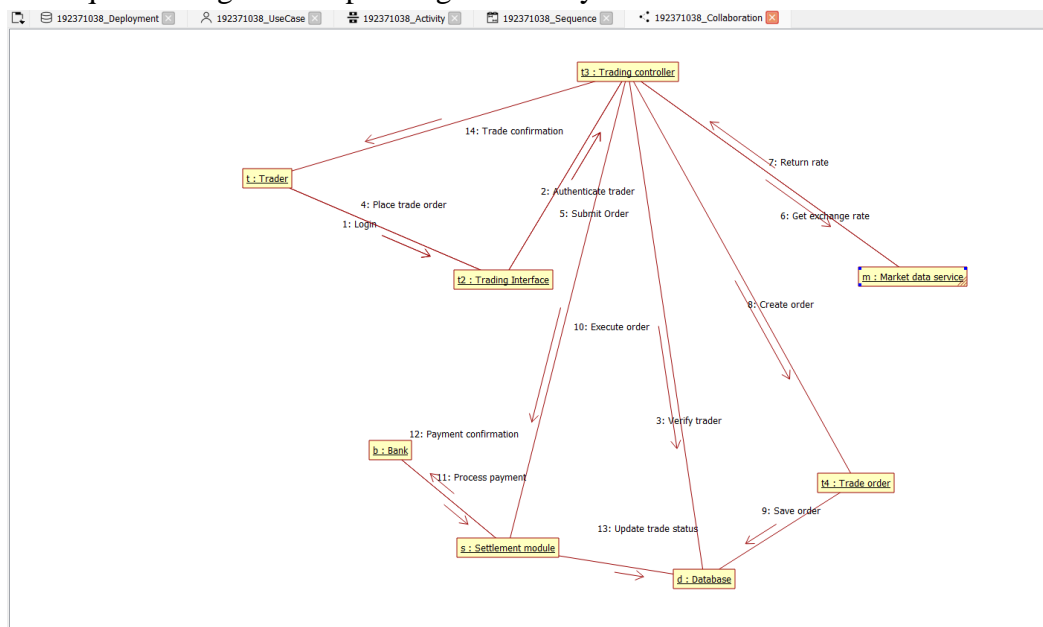 192371038_Deployment
192371038_UseCase
192371038_Activity
192371038_Sequence
192371038_Collaboration
t3 : Trading controller
14: Trade confirmation
7: Return rate
t : Trader
2: Authenticate trader
4: Place trade order
5: Submit Order
6: Get exchange rate
1: Login
t2 : Trading Interface
m : Market data service
8: Create order
10: Execute order
3: Verify trader
12: Payment confirmation
b : Bank
11: Process payment
t4 : Trade order
9: Save order
13: Update trade status
s : Settlement module
d : Database